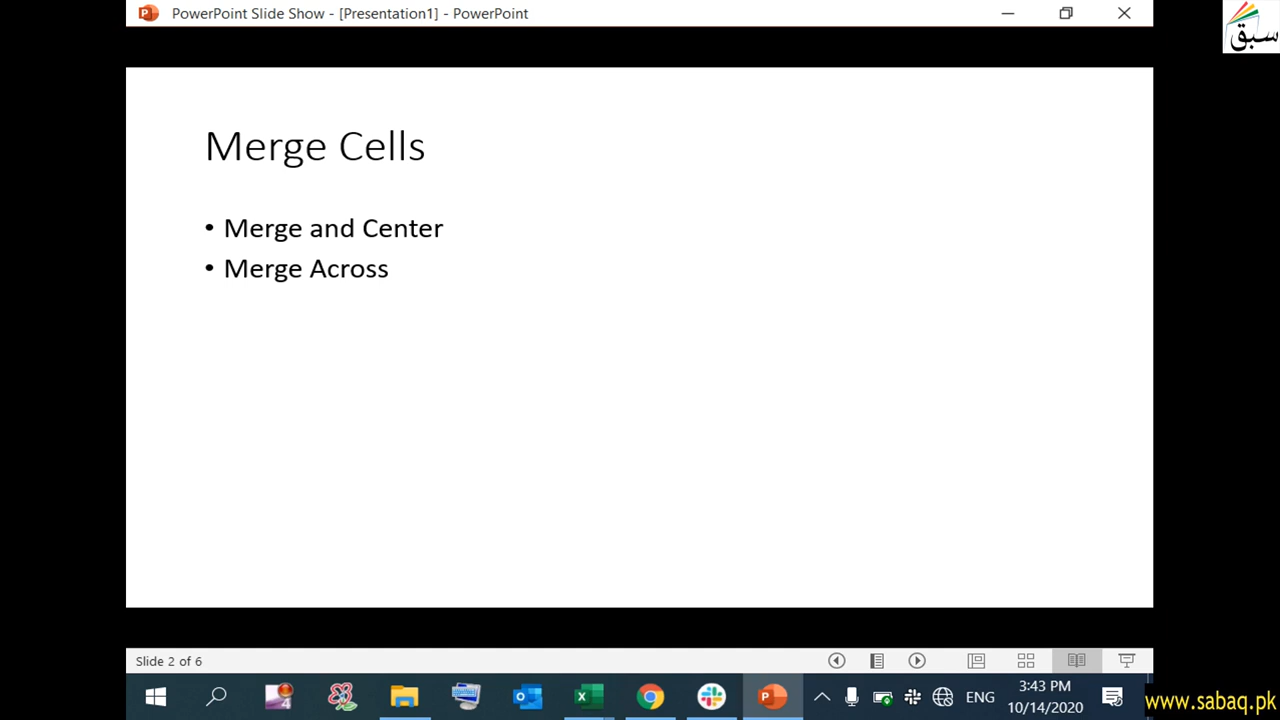 PowerPoint Slide Show - [Presentation1] - PowerPoint
سبق
Merge Cells
• Merge and Center
• Merge Across
Slide 2 of 6
4
ENG
3:43 PM
10/14/2020
www.sabaq.pk